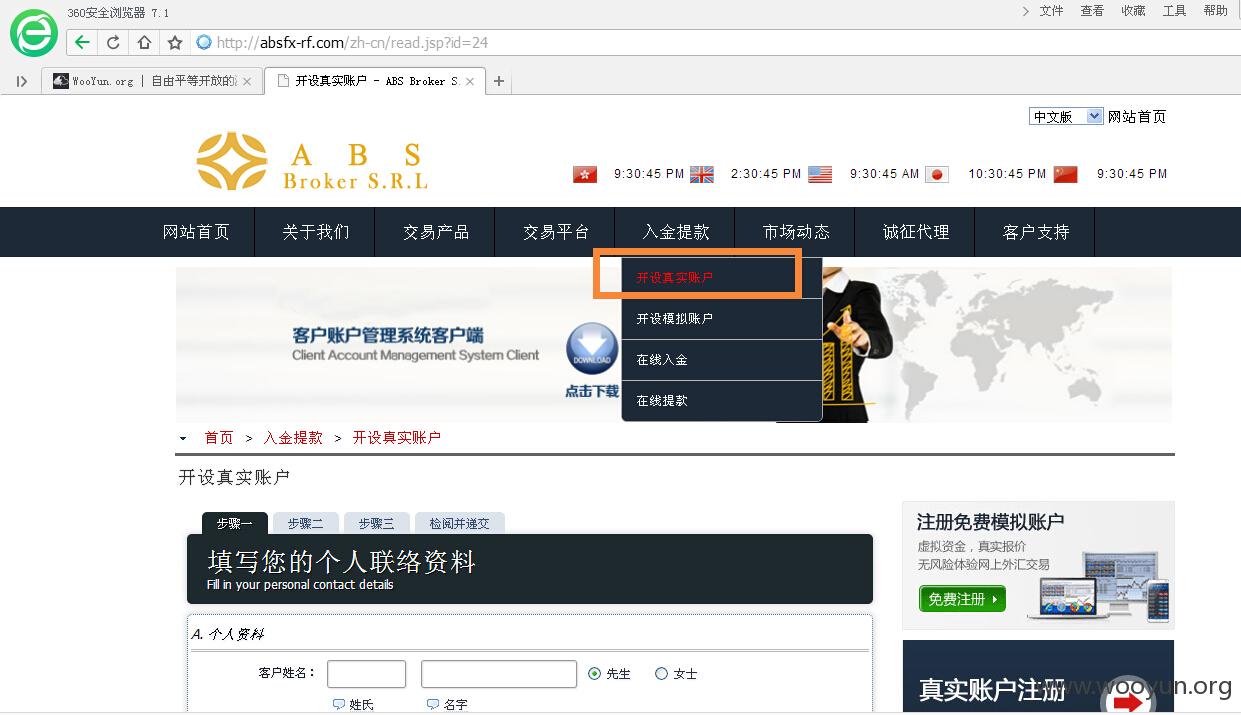 360安全浏览器 7.1
文件 查看 收藏 工具 帮助
http://absfx-rf.com/zh-cn/read.jsp?id=24
WooYun.org | 自由平等开放的
开设真实账户 - ABS Broker S.
中文版 网站首页
A B S
Broker S.R.L
9:30:45 PM 2:30:45 PM 9:30:45 AM 10:30:45 PM 9:30:45 PM
网站首页 关于我们 交易产品 交易平台 入金提款 市场动态 诚征代理 客户支持
开设真实账户
开设模拟账户
在线入金
在线提款
客户账户管理系统客户端
Client Account Management System Client
DOWNLOAD
点击下载
首页 > 入金提款 > 开设真实账户
开设真实账户
步骤一 步骤二 步骤三 检阅并递交
填写您的个人联络资料
Fill in your personal contact details
A. 个人资料
客户姓名： 先生 女士
姓氏 名字
注册免费模拟账户
虚拟资金，真实报价
无风险体验网上外汇交易
免费注册
真实账户注册
www.wooyun.org